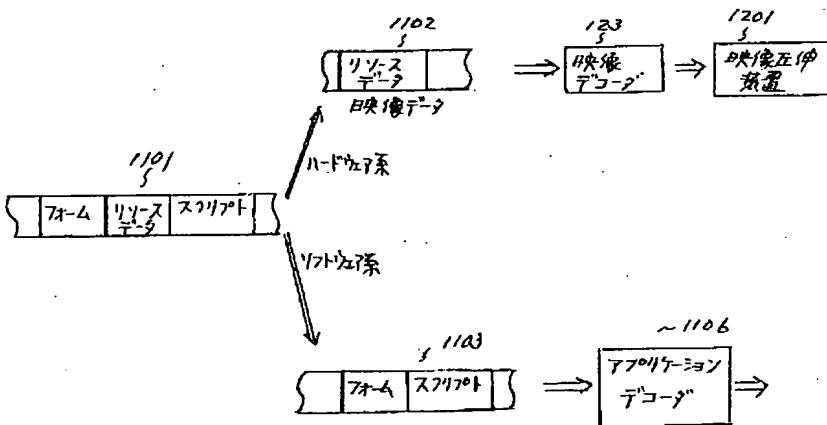 1102
123
1201
リソース
データ
映像データ
映像
デコーダ
映像圧伸
装置
ハードウェア系
1101
フォーム
リソース
データ
スクリプト
ソフトウェア系
1103
フォーム
スクリプト
~1106
アプリケーション
デコーダ